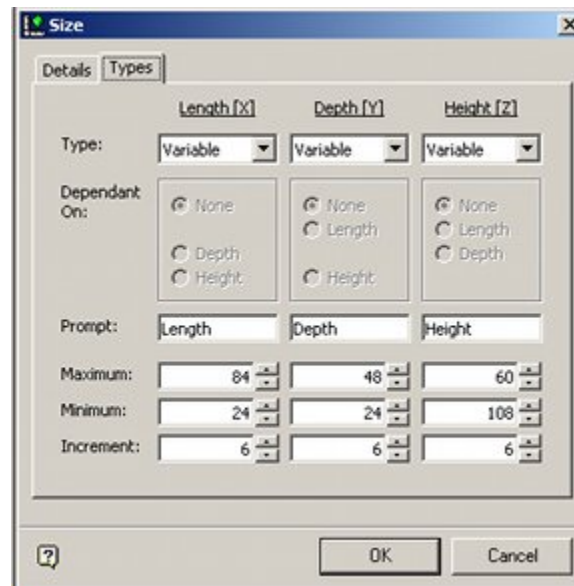 Size
Details Types
Length [X] Depth [Y] Height [Z]
Type: Variable Variable Variable
Dependant On:
None None None
Length Length
Depth Depth
Height Height
Prompt: Length Depth Height
Maximum: 84 48 60
Minimum: 24 24 108
Increment: 6 6 6
OK Cancel